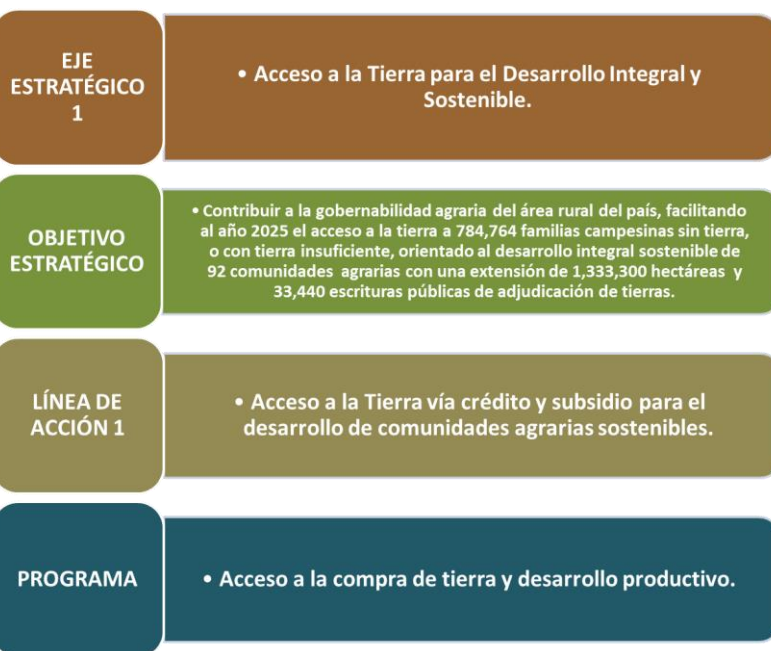 EJE
ESTRATÉGICO
1
• Acceso a la Tierra para el Desarrollo Integral y
Sostenible.
OBJETIVO
ESTRATÉGICO
• Contribuir a la gobernabilidad agraria del área rural del país, facilitando
al año 2025 el acceso a la tierra a 784,764 familias campesinas sin tierra,
o con tierra insuficiente, orientado al desarrollo integral sostenible de
92 comunidades agrarias con una extensión de 1,333,300 hectáreas y
33,440 escrituras públicas de adjudicación de tierras.
LÍNEA DE
ACCIÓN 1
• Acceso a la Tierra vía crédito y subsidio para el
desarrollo de comunidades agrarias sostenibles.
PROGRAMA
• Acceso a la compra de tierra y desarrollo productivo.